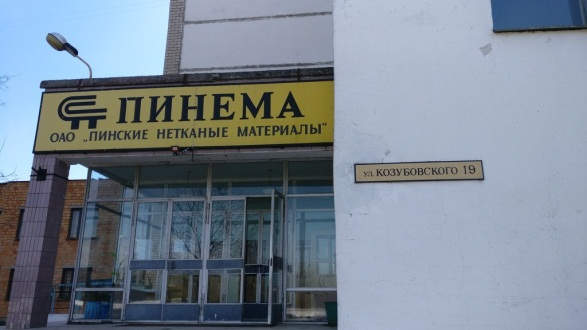 ПИНЕМА
ОАО „ПИНСКИЕ НЕТКАНЫЕ МАТЕРИАЛЫ"
ул. КОЗУБОВСКОГО 19